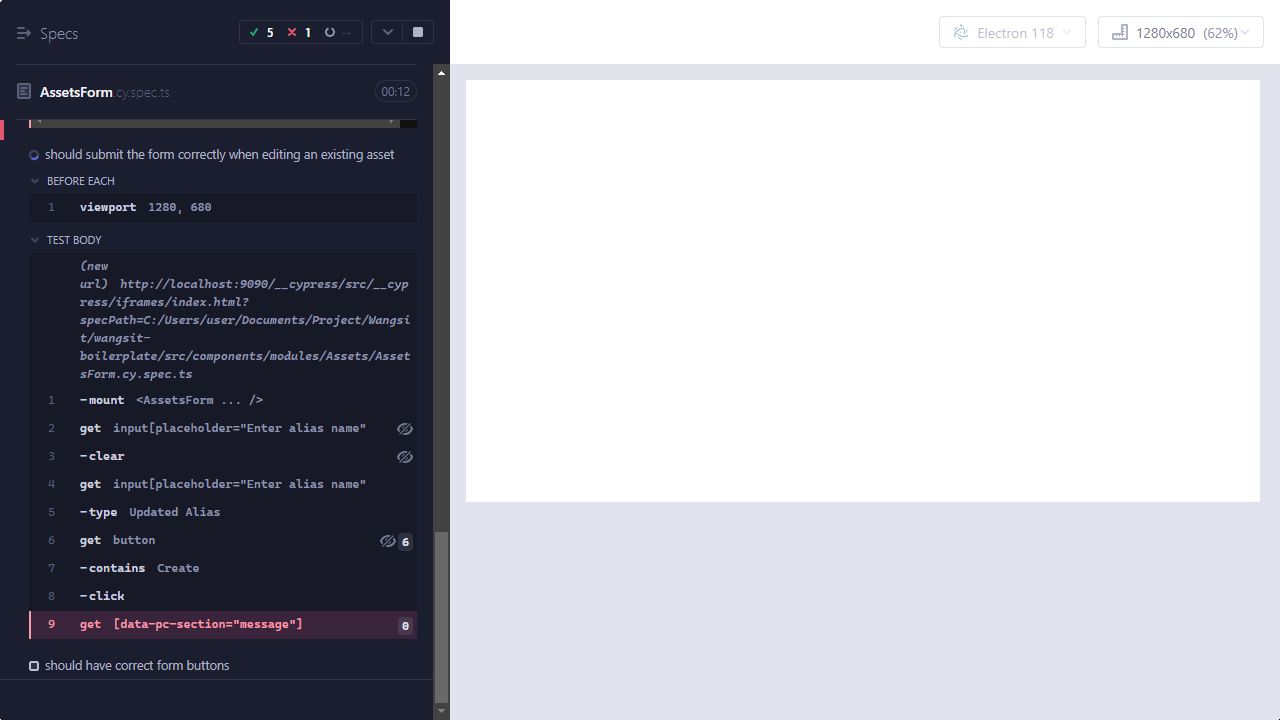 Specs
5 1 --
Electron 118
1280x680 (62%)
AssetsForm.cy.spec.ts
00:12
should submit the form correctly when editing an existing asset
BEFORE EACH
1 viewport 1280, 680
TEST BODY
(new
url) http://localhost:9090/__cypress/src/__cyp
ress/iframes/index.html?
specPath=C:/Users/user/Documents/Project/Wangsi
t/wangsit-
boilerplate/src/components/modules/Assets/Asset
sForm.cy.spec.ts
1 -mount <AssetsForm ... />
2 get input[placeholder="Enter alias name"
3 -clear
4 get input[placeholder="Enter alias name"
5 -type Updated Alias
6 get button 6
7 -contains Create
8 -click
9 get [data-pc-section="message"] 0
should have correct form buttons